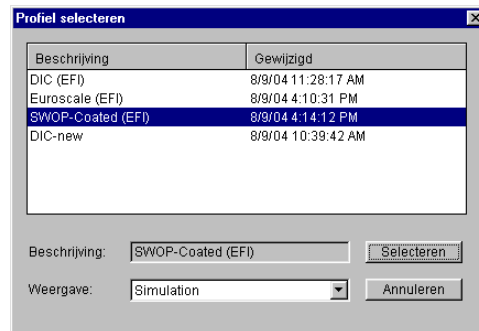 Profiel selecteren
Beschrijving Gewijzigd
DIC (EFI) 8/9/04 11:28:17 AM
Euroscale (EFI) 8/9/04 4:10:31 PM
SWOP-Coated (EFI) 8/9/04 4:14:12 PM
DIC-new 8/9/04 10:39:42 AM
Beschrijving: SWOP-Coated (EFI) Selecteren
Weergave: Simulation Annuleren